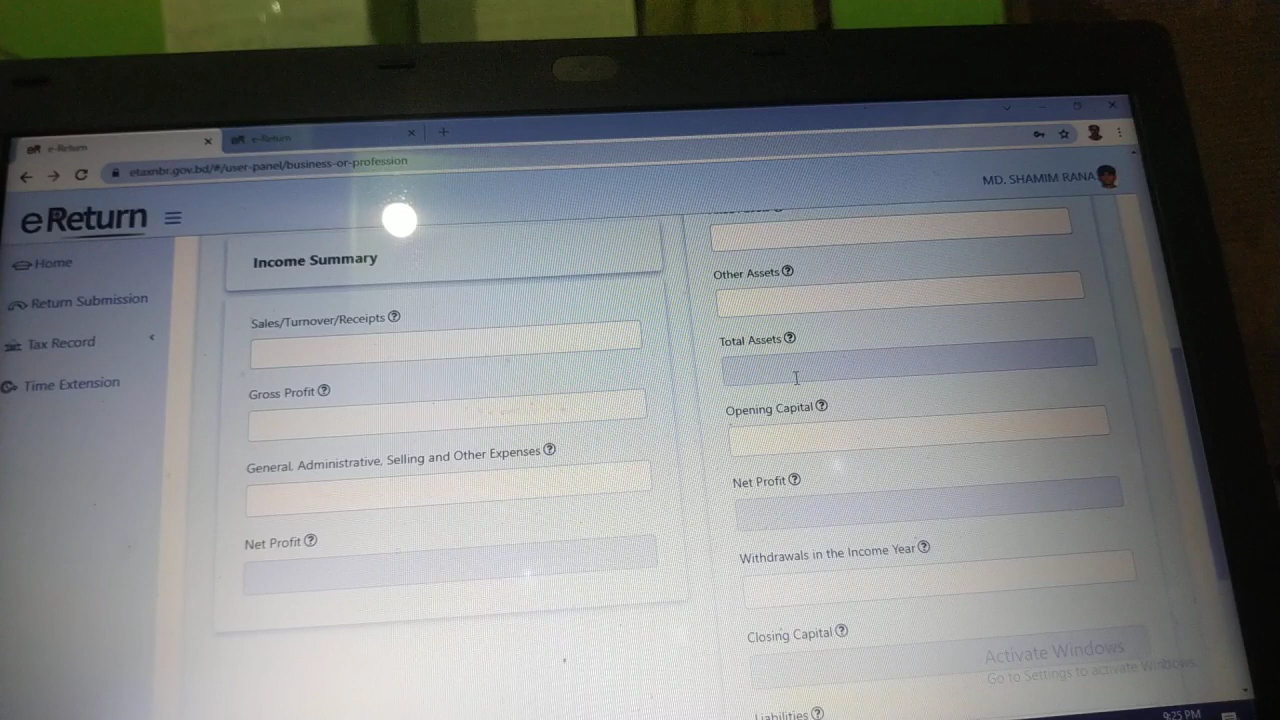 eR e-Return
eR e-Return
etaxnbr.gov.bd/#/user-panel/business-or-profession
MD. SHAMIM RANA
eReturn
Home
Return Submission
Tax Record
Time Extension
Income Summary
Sales/Turnover/Receipts
Gross Profit
General, Administrative, Selling and Other Expenses
Net Profit
Other Assets
Total Assets
Opening Capital
Net Profit
Withdrawals in the Income Year
Closing Capital
Liabilities
Activate Windows
Go to Settings to activate Windows.
9:25 PM